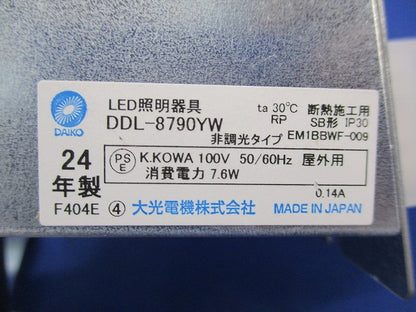 DAIKO
LED照明器具
DDL-8790YW
ta 30℃ 断熱施工用
RP SB形 IP30
非調光タイプ EM1BBWF-009
24
年製
PS
E
K.KOWA 100V 50/60Hz 屋外用
消費電力 7.6W
0.14A
F404E ④ 大光電機株式会社 MADE IN JAPAN